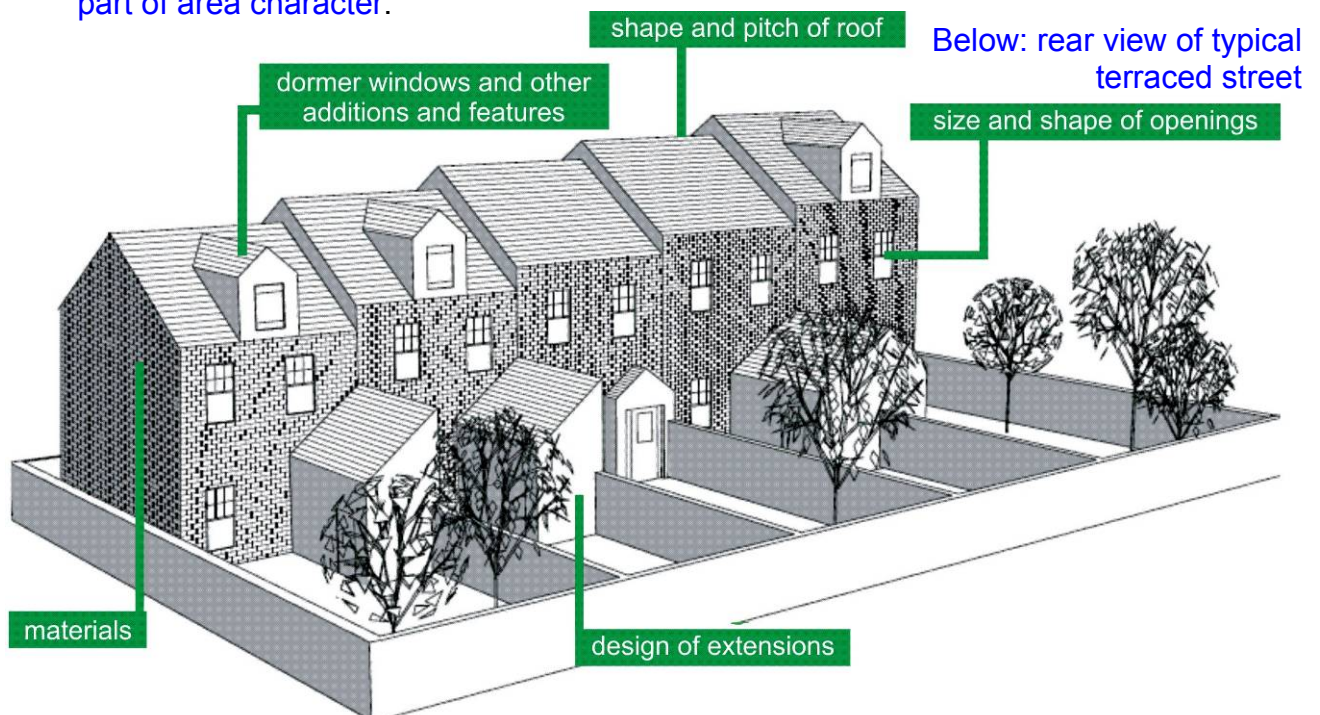 part of area character.
shape and pitch of roof
Below: rear view of typical
terraced street
dormer windows and other
additions and features
size and shape of openings
materials
design of extensions